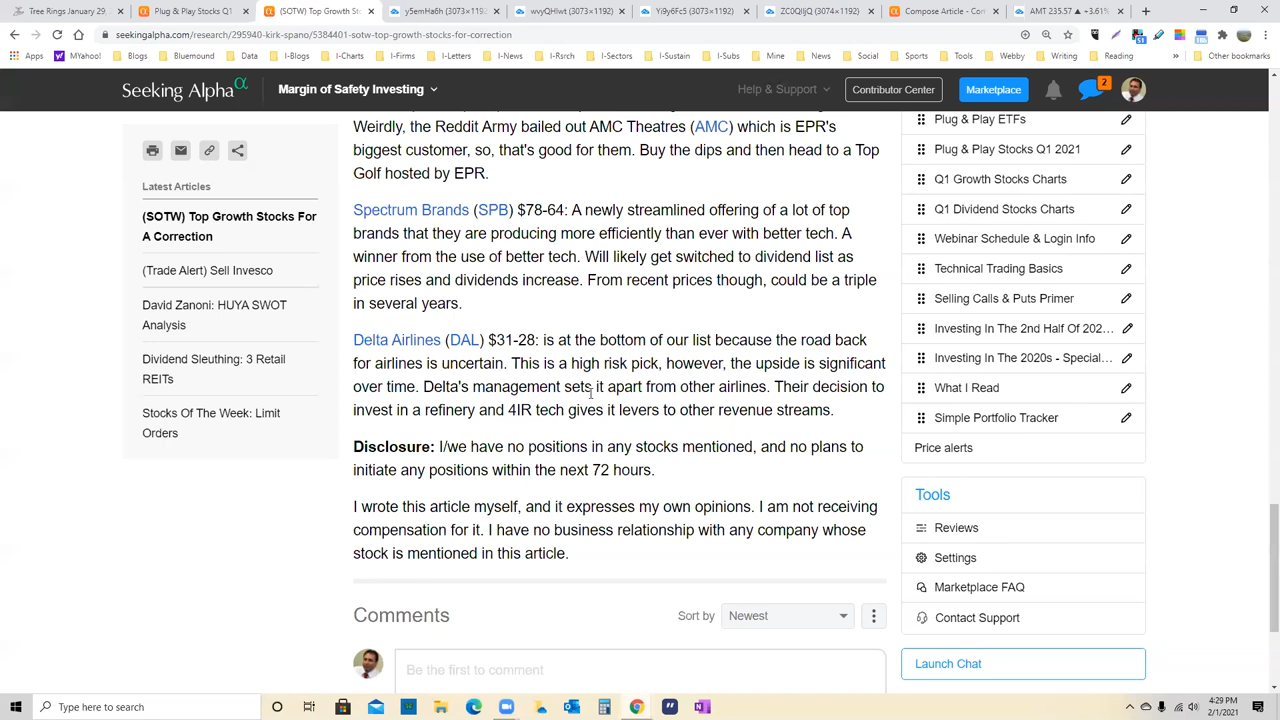 Tree Rings January 29,
Plug & Play Stocks Q1
(SOTW) Top Growth St
y5emHa6h (3073×1192
wvyQHlwt (3073×1192)
Yi9y6Fc5 (3073×1192)
ZC0QIJjQ (3074×1192)
Compose Article - Con
AMT 235.57 ▲ +3.61%
seekingalpha.com/research/295940-kirk-spano/5384401-sotw-top-growth-stocks-for-correction
Apps MYAhoo! Blogs Bluemound Data I-Blogs I-Charts I-Firms I-Letters I-News I-Rsrch I-Sectors I-Sustain I-Subs Mine News Social Sports Tools Webby Writing Reading » Other bookmarks
Seeking Alpha α
Margin of Safety Investing
Help & Support
Contributor Center
Marketplace
2
Latest Articles
(SOTW) Top Growth Stocks For
A Correction
(Trade Alert) Sell Invesco
David Zanoni: HUYA SWOT
Analysis
Dividend Sleuthing: 3 Retail
REITs
Stocks Of The Week: Limit
Orders
Weirdly, the Reddit Army bailed out AMC Theatres (AMC) which is EPR's
biggest customer, so, that's good for them. Buy the dips and then head to a Top
Golf hosted by EPR.
Spectrum Brands (SPB) $78-64: A newly streamlined offering of a lot of top
brands that they are producing more efficiently than ever with better tech. A
winner from the use of better tech. Will likely get switched to dividend list as
price rises and dividends increase. From recent prices though, could be a triple
in several years.
Delta Airlines (DAL) $31-28: is at the bottom of our list because the road back
for airlines is uncertain. This is a high risk pick, however, the upside is significant
over time. Delta's management sets it apart from other airlines. Their decision to
invest in a refinery and 4IR tech gives it levers to other revenue streams.
Disclosure: I/we have no positions in any stocks mentioned, and no plans to
initiate any positions within the next 72 hours.
I wrote this article myself, and it expresses my own opinions. I am not receiving
compensation for it. I have no business relationship with any company whose
stock is mentioned in this article.
Comments
Sort by
Newest
Be the first to comment
Plug & Play ETFs
Plug & Play Stocks Q1 2021
Q1 Growth Stocks Charts
Q1 Dividend Stocks Charts
Webinar Schedule & Login Info
Technical Trading Basics
Selling Calls & Puts Primer
Investing In The 2nd Half Of 202...
Investing In The 2020s - Special...
What I Read
Simple Portfolio Tracker
Price alerts
Tools
Reviews
Settings
Marketplace FAQ
Contact Support
Launch Chat
Type here to search
4:29 PM
2/1/2021